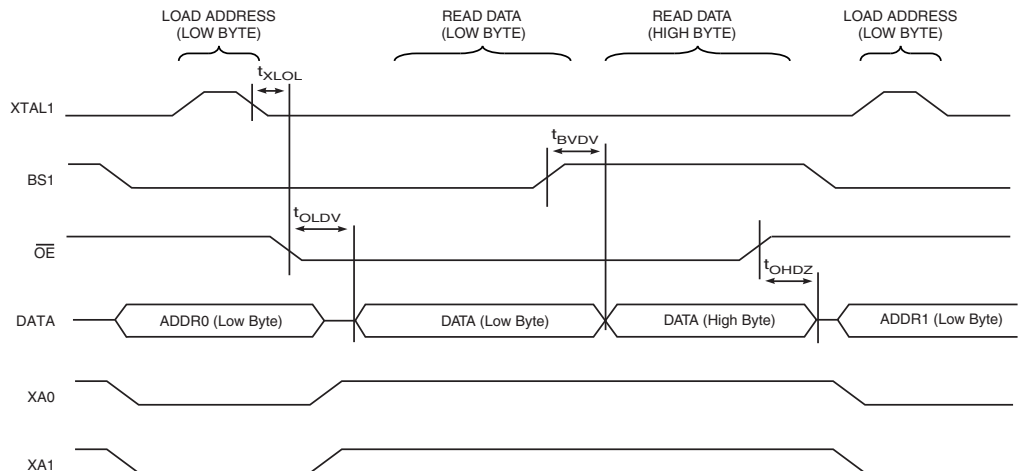 LOAD ADDRESS
(LOW BYTE)
READ DATA
(LOW BYTE)
READ DATA
(HIGH BYTE)
LOAD ADDRESS
(LOW BYTE)
tXLOL
XTAL1
tBVDV
BS1
tOLDV
OE
tOHDZ
DATA
ADDR0 (Low Byte)
DATA (Low Byte)
DATA (High Byte)
ADDR1 (Low Byte)
XA0
XA1